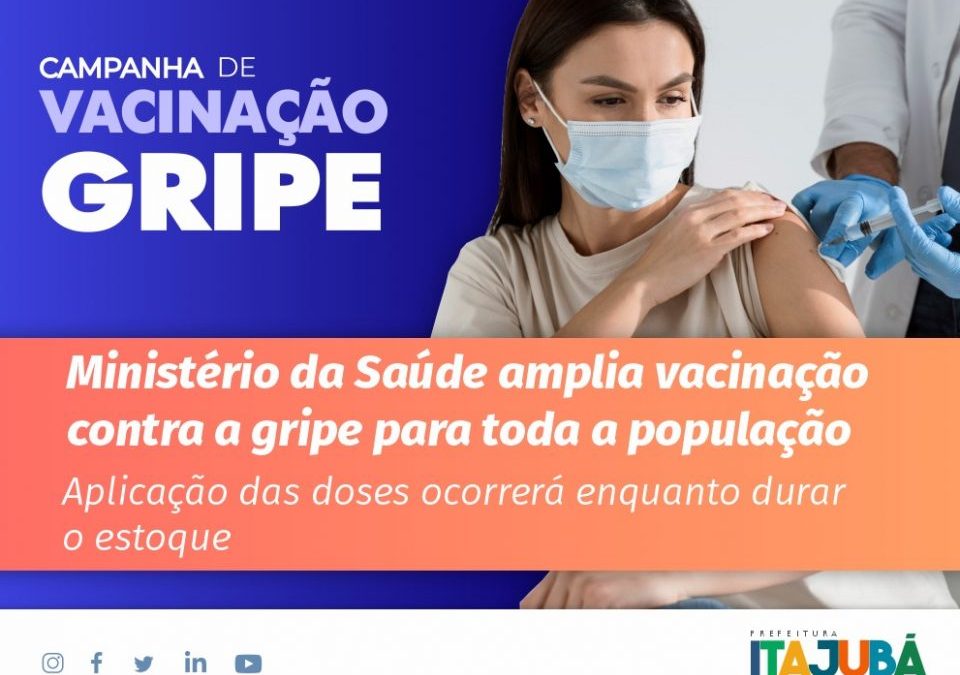 CAMPANHA DE
VACINAÇÃO
GRIPE
Ministério da Saúde amplia vacinação
contra a gripe para toda a população
Aplicação das doses ocorrerá enquanto durar
o estoque
PREFEITURA
ITAJUBÁ